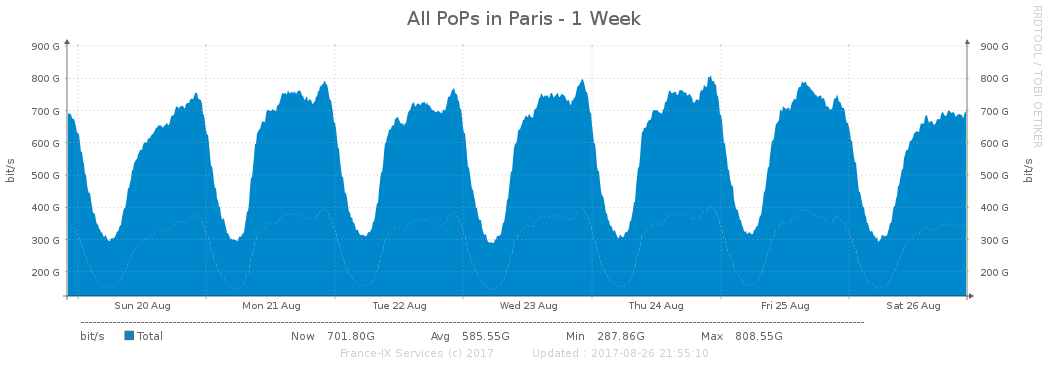 All PoPs in Paris - 1 Week
RRDTOOL / TOBI OETIKER
900 G 900 G
800 G 800 G
700 G 700 G
600 G 600 G
500 G 500 G
400 G 400 G
300 G 300 G
200 G 200 G
bit/s bit/s
Sun 20 Aug Mon 21 Aug Tue 22 Aug Wed 23 Aug Thu 24 Aug Fri 25 Aug Sat 26 Aug
bit/s Total Now 701.80G Avg 585.55G Min 287.86G Max 808.55G
France-IX Services (c) 2017 Updated : 2017-08-26 21:55:10